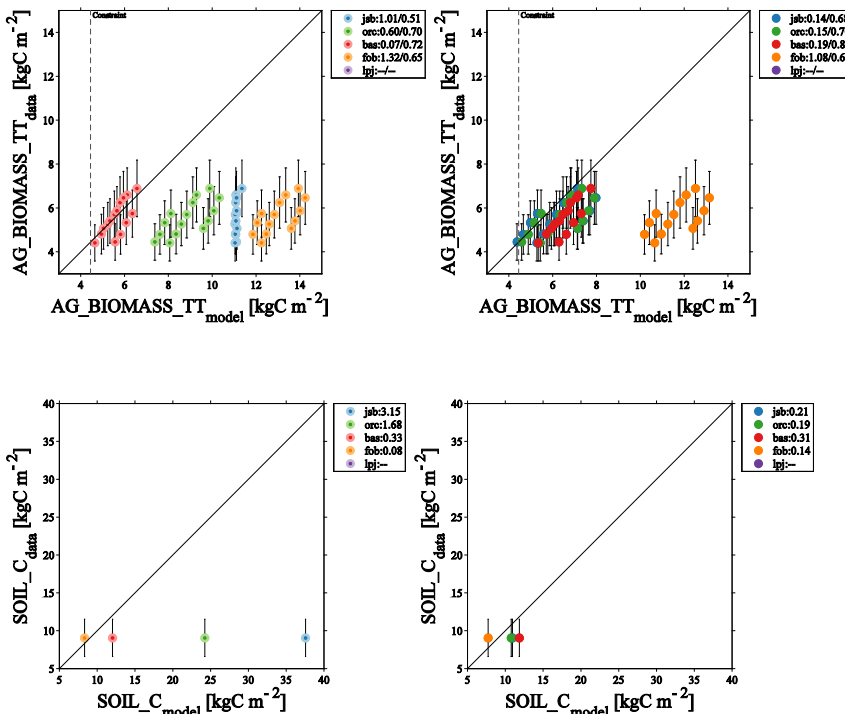 AG_BIOMASS_TT_data [kgC m^-2]
14
12
10
8
6
4
4 6 8 10 12 14
AG_BIOMASS_TT_model [kgC m^-2]
Constraint
jsb:1.01/0.51
orc:0.60/0.70
bas:0.07/0.72
fob:1.32/0.65
lpj:--/--
AG_BIOMASS_TT_data [kgC m^-2]
14
12
10
8
6
4
4 6 8 10 12 14
AG_BIOMASS_TT_model [kgC m^-2]
Constraint
jsb:0.14/0.68
orc:0.15/0.7
bas:0.19/0.8
fob:1.08/0.6
lpj:--/--
SOIL_C_data [kgC m^-2]
40
35
30
25
20
15
10
5
5 10 15 20 25 30 35 40
SOIL_C_model [kgC m^-2]
jsb:3.15
orc:1.68
bas:0.33
fob:0.08
lpj:--
SOIL_C_data [kgC m^-2]
40
35
30
25
20
15
10
5
5 10 15 20 25 30 35 40
SOIL_C_model [kgC m^-2]
jsb:0.21
orc:0.19
bas:0.31
fob:0.14
lpj:--